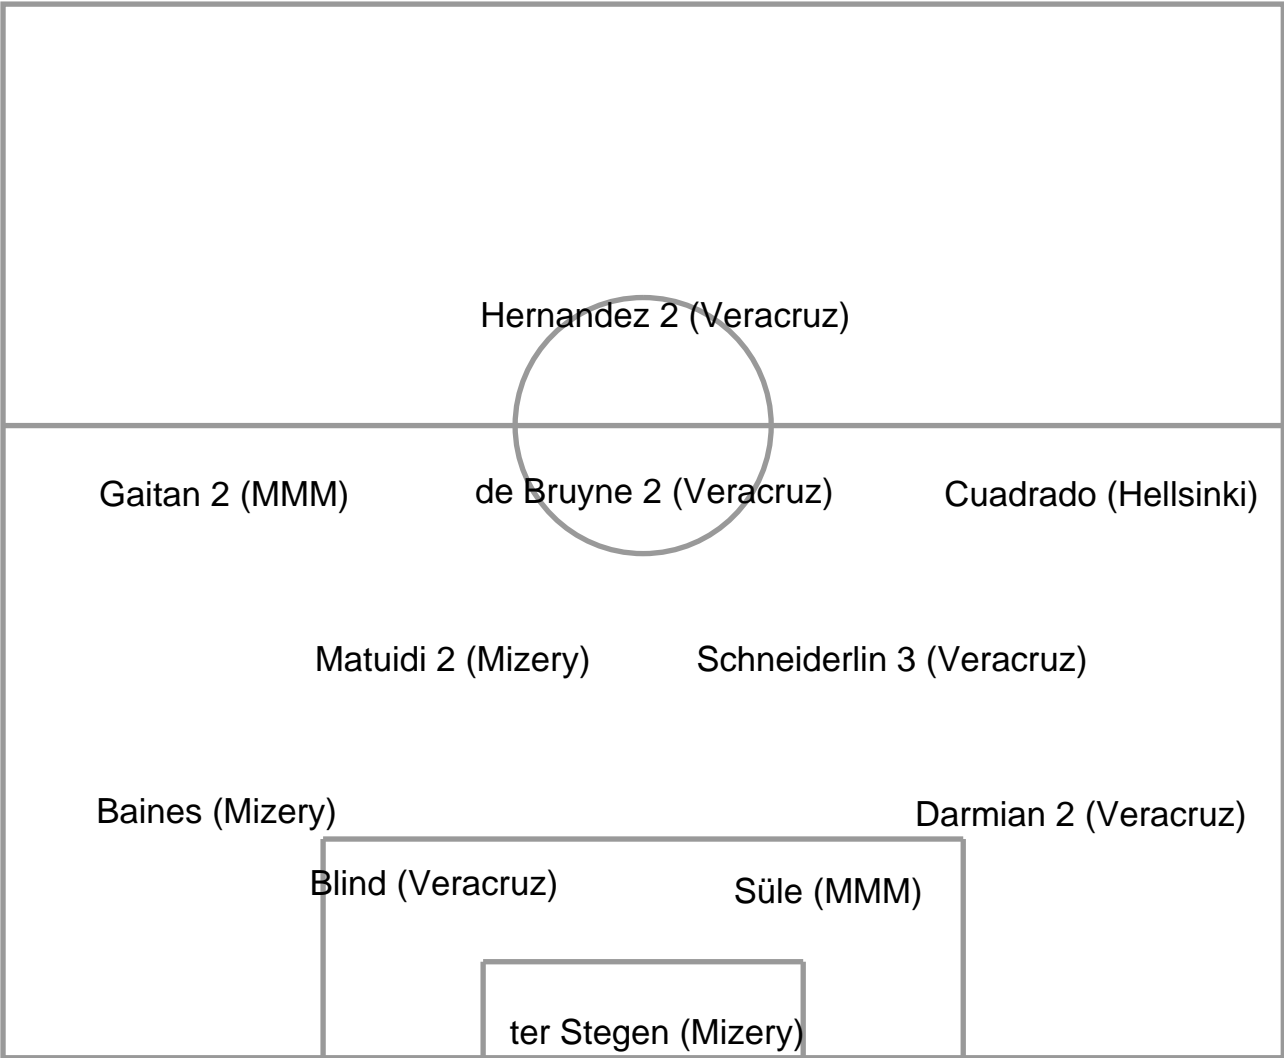 Hernandez 2 (Veracruz)
Gaitan 2 (MMM)
de Bruyne 2 (Veracruz)
Cuadrado (Hellsinki)
Matuidi 2 (Mizery)
Schneiderlin 3 (Veracruz)
Baines (Mizery)
Darmian 2 (Veracruz)
Blind (Veracruz)
Süle (MMM)
ter Stegen (Mizery)